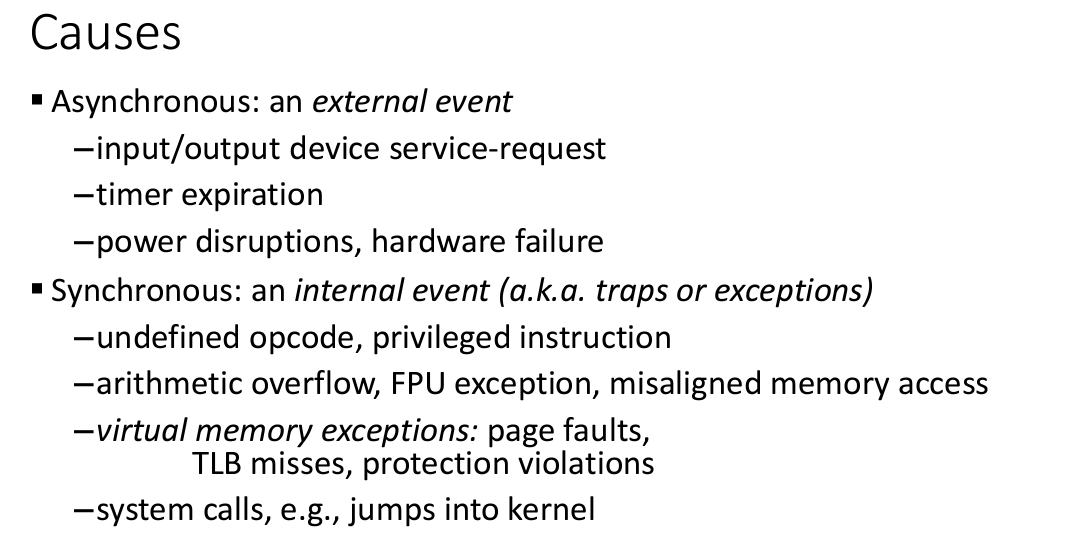 Causes
▪ Asynchronous: an external event
–input/output device service-request
–timer expiration
–power disruptions, hardware failure
▪ Synchronous: an internal event (a.k.a. traps or exceptions)
–undefined opcode, privileged instruction
–arithmetic overflow, FPU exception, misaligned memory access
–virtual memory exceptions: page faults,
TLB misses, protection violations
–system calls, e.g., jumps into kernel